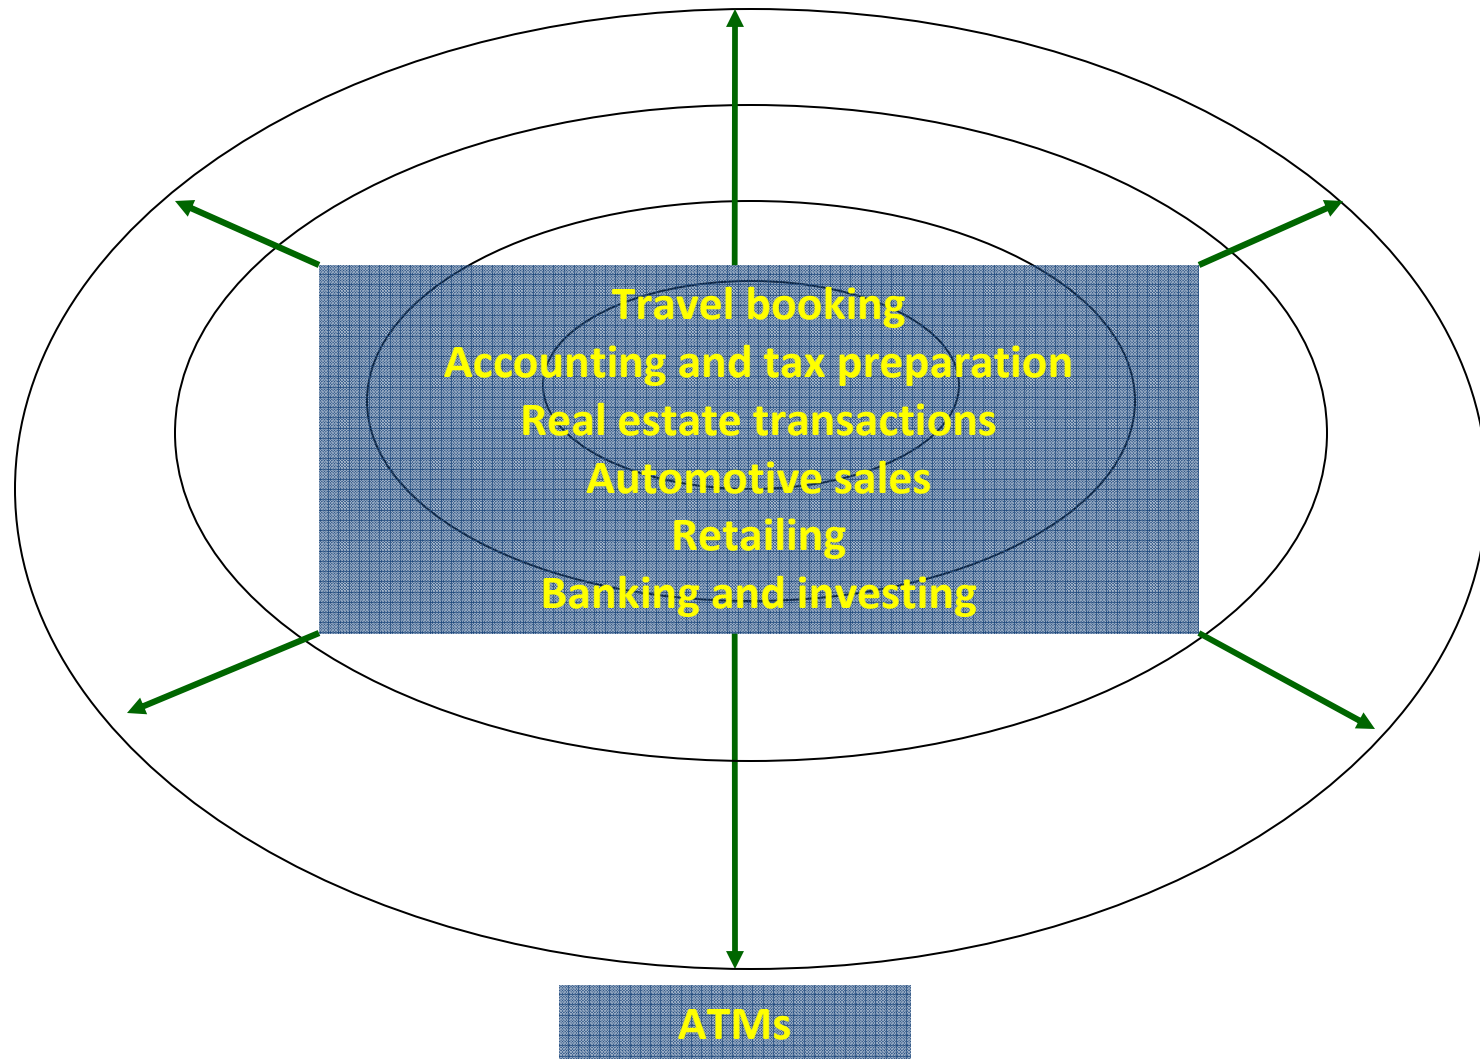 Travel booking
Accounting and tax preparation
Real estate transactions
Automotive sales
Retailing
Banking and investing
ATMs